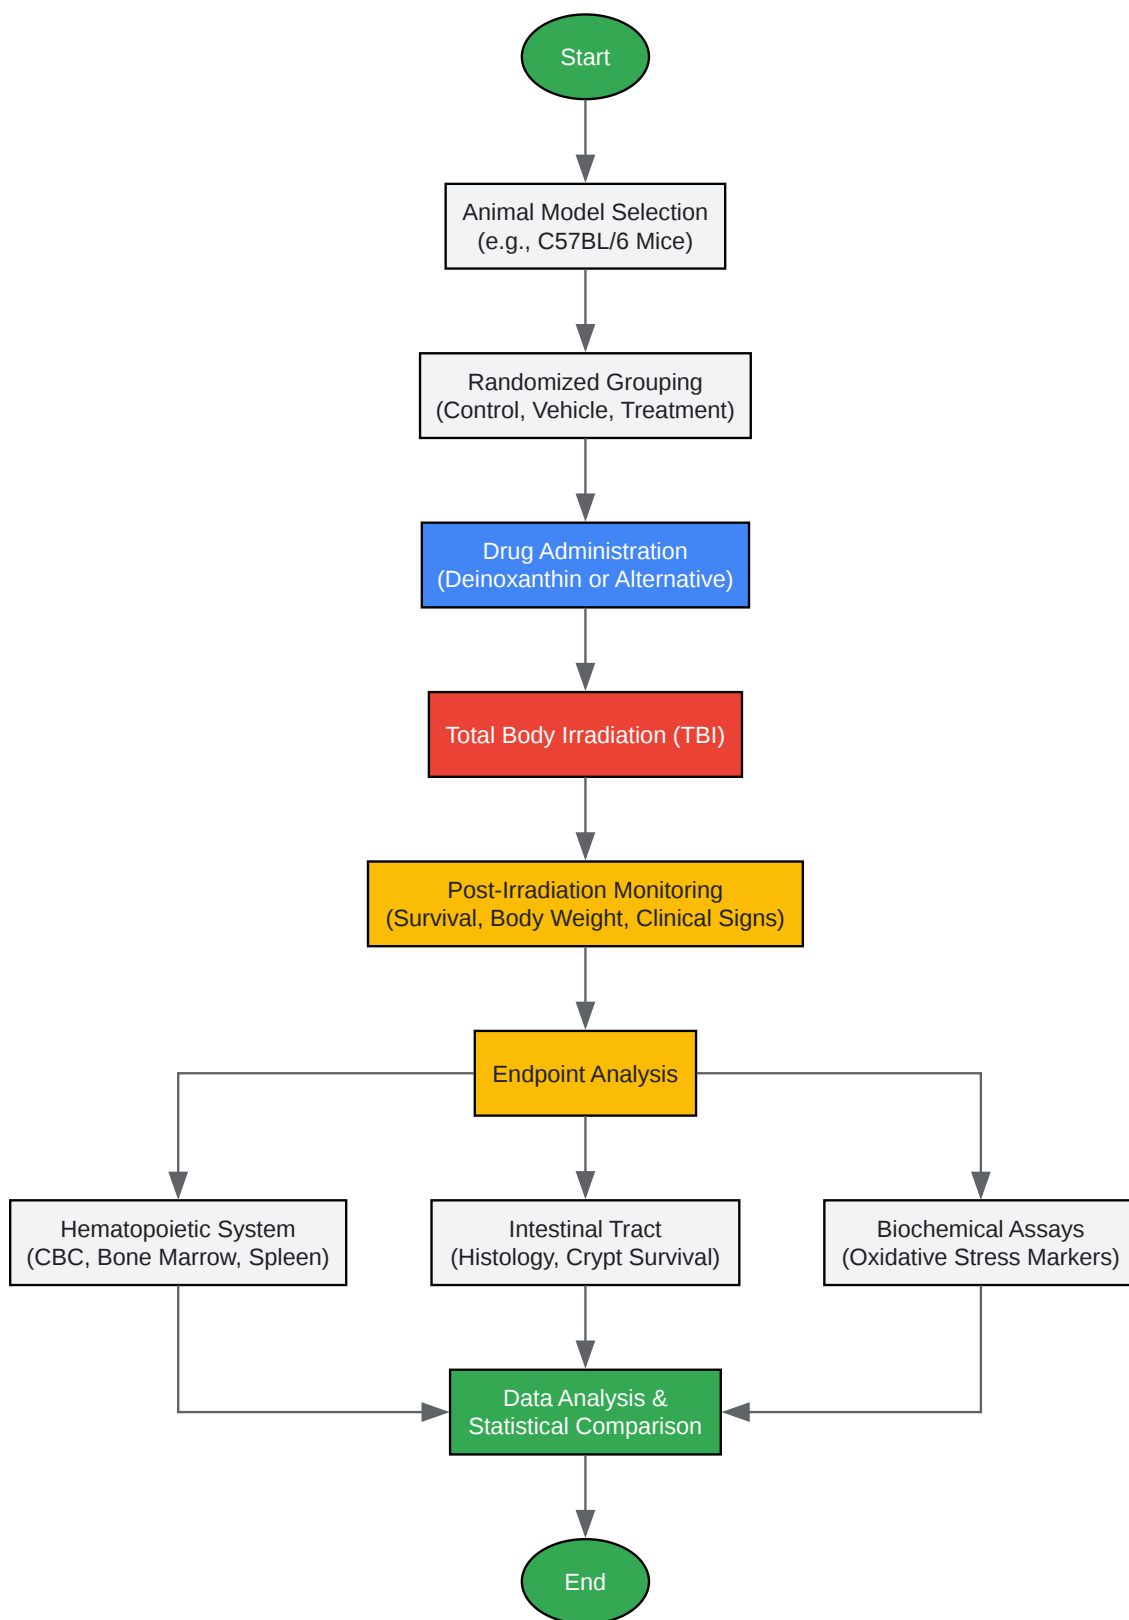 Start
Animal Model Selection
(e.g., C57BL/6 Mice)
Randomized Grouping
(Control, Vehicle, Treatment)
Drug Administration
(Deinoxanthin or Alternative)
Total Body Irradiation (TBI)
Post-Irradiation Monitoring
(Survival, Body Weight, Clinical Signs)
Endpoint Analysis
Hematopoietic System
(CBC, Bone Marrow, Spleen)
Intestinal Tract
(Histology, Crypt Survival)
Biochemical Assays
(Oxidative Stress Markers)
Data Analysis &
Statistical Comparison
End